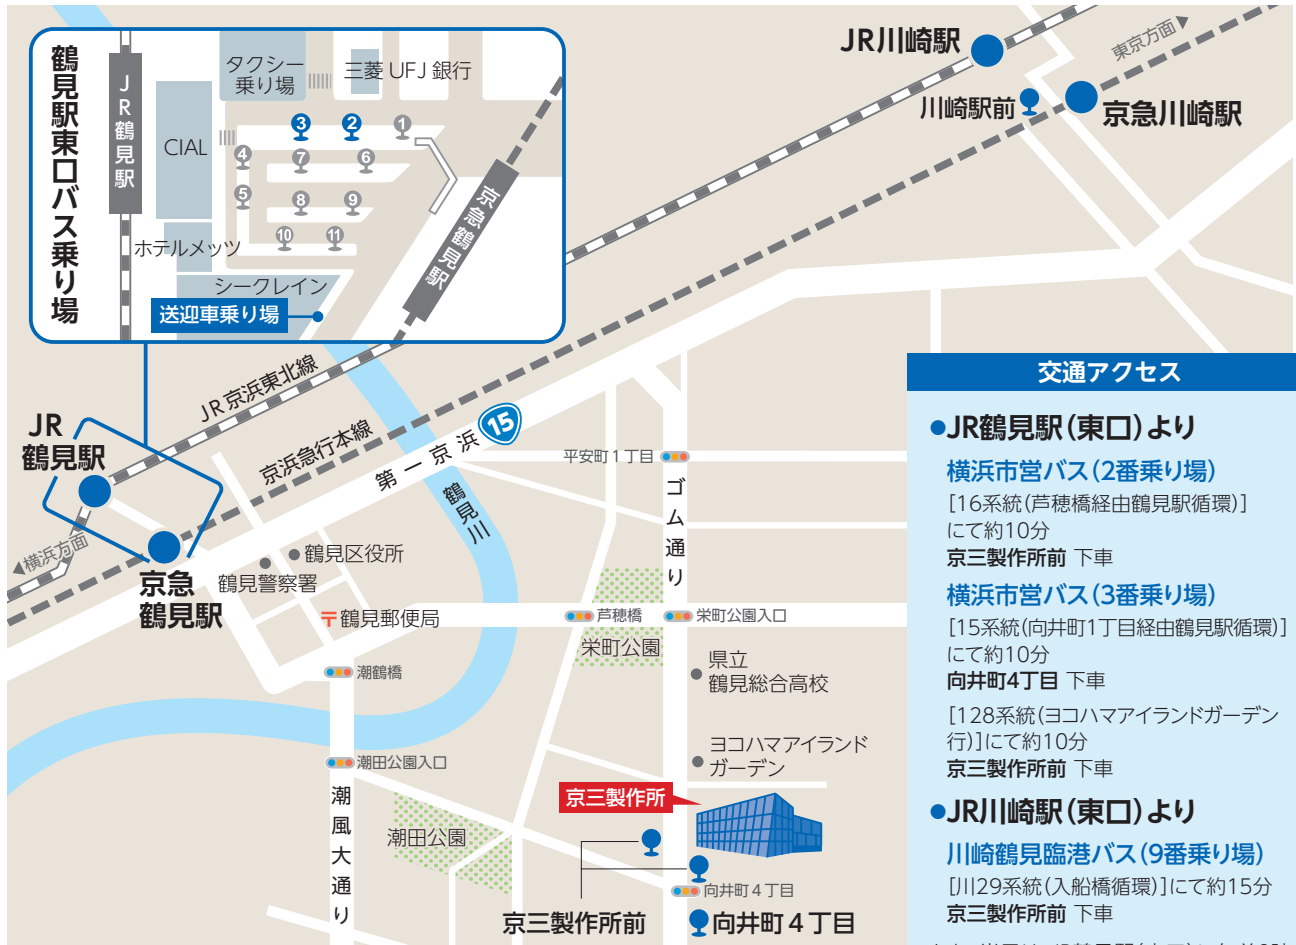 鶴見駅東口バス乗り場
JR鶴見駅
タクシー
乗り場
三菱 UFJ 銀行
CIAL
3
2
1
4
7
6
5
8
9
10
11
ホテルメッツ
シークレイン
送迎車乗り場
京急鶴見駅
JR川崎駅
東京方面
川崎駅前
京急川崎駅
JR京浜東北線
京浜急行本線
第一京浜
15
JR
鶴見駅
横浜方面
京急
鶴見駅
鶴見区役所
鶴見警察署
〒鶴見郵便局
鶴見川
平安町1丁目
ゴム通り
芦穂橋
栄町公園入口
栄町公園
県立
鶴見総合高校
潮鶴橋
潮田公園入口
ヨコハマアイランド
ガーデン
京三製作所
潮風大通り
潮田公園
向井町4丁目
京三製作所前
向井町4丁目
交通アクセス
●JR鶴見駅(東口)より
横浜市営バス(2番乗り場)
[16系統(芦穂橋経由鶴見駅循環)]
にて約10分
京三製作所前 下車
横浜市営バス(3番乗り場)
[15系統(向井町1丁目経由鶴見駅循環)]
にて約10分
向井町4丁目 下車
[128系統(ヨコハマアイランドガーデン
行)]にて約10分
京三製作所前 下車
●JR川崎駅(東口)より
川崎鶴見臨港バス(9番乗り場)
[川29系統(入船橋循環)]にて約15分
京三製作所前 下車